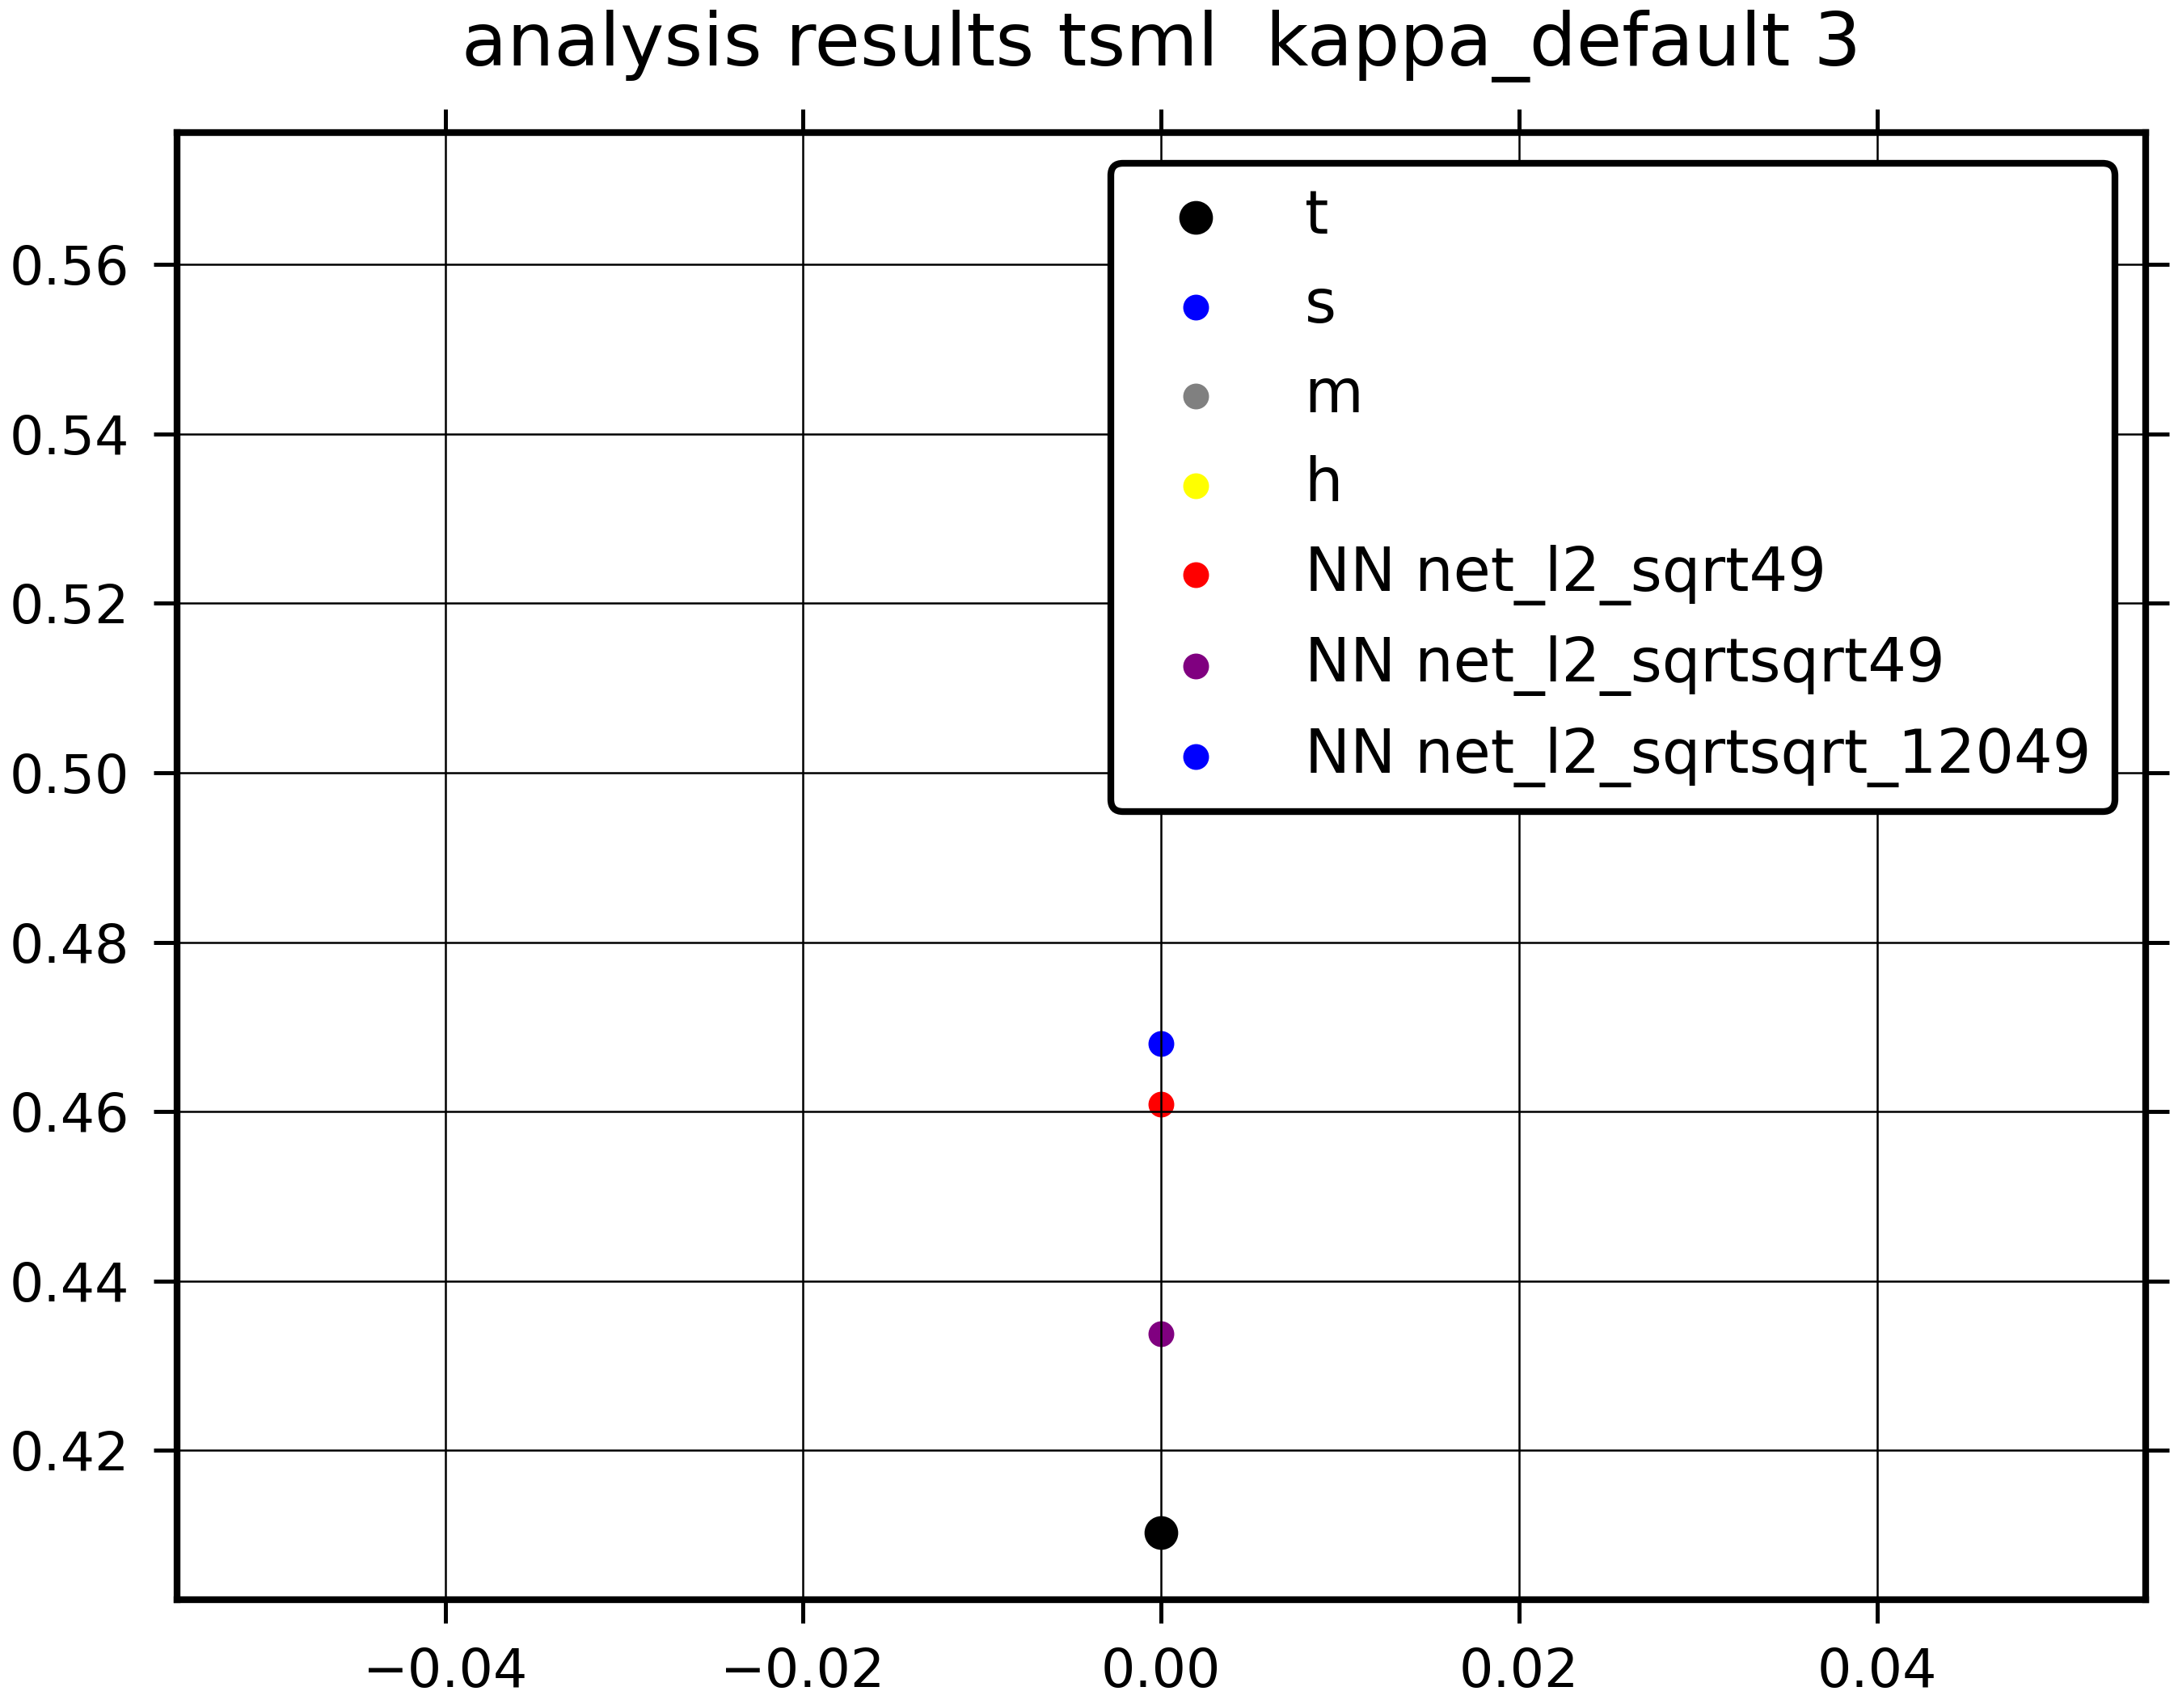 analysis results tsml  kappa_default 3
t
s
m
h
NN net_l2_sqrt49
NN net_l2_sqrtsqrt49
NN net_l2_sqrtsqrt_12049
0.56
0.54
0.52
0.50
0.48
0.46
0.44
0.42
−0.04 −0.02 0.00 0.02 0.04